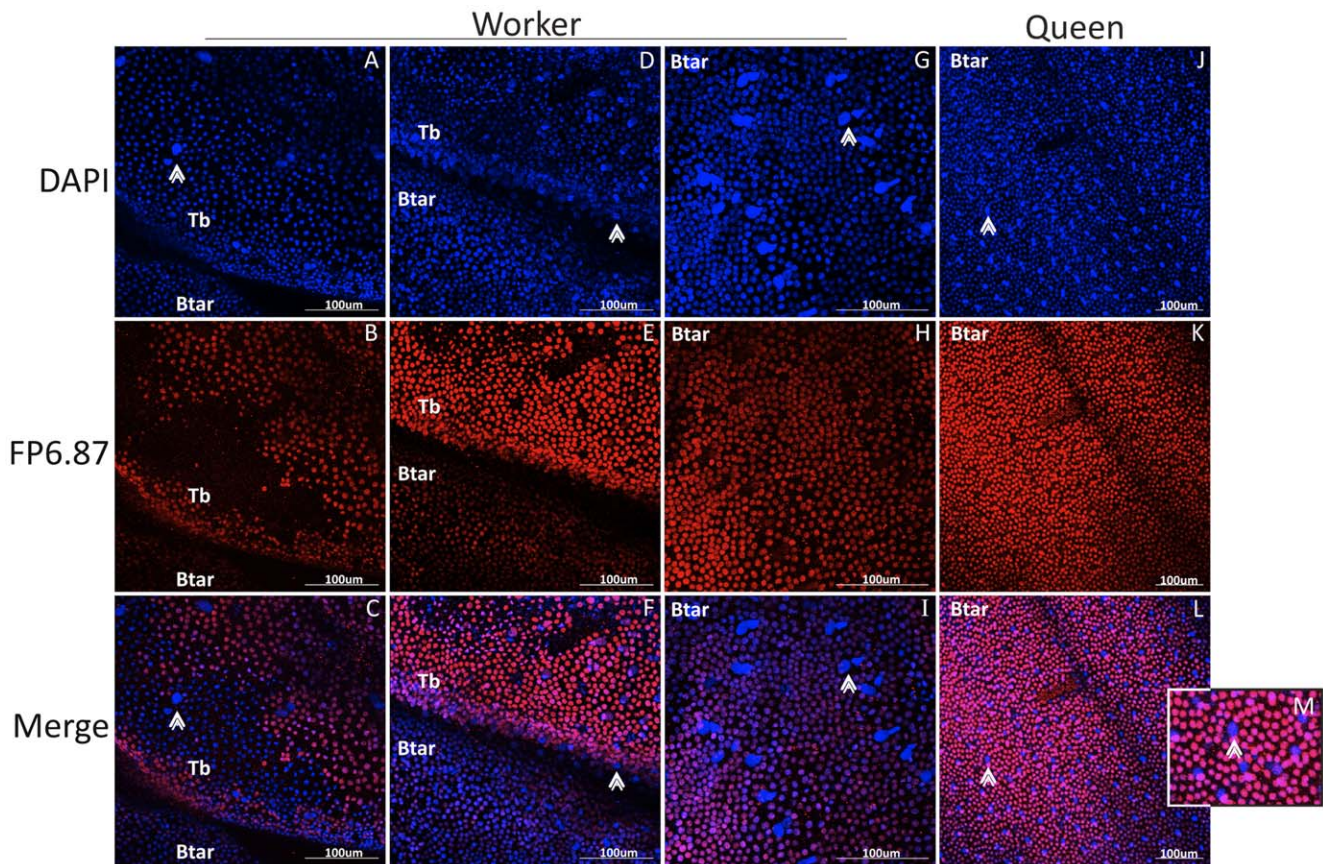 Worker Queen
A D Btar G Btar J
Tb
Btar
DAPI
Tb
Btar
100um 100um 100um 100um
B E Btar H Btar K
Tb
Btar
FP6.87
Tb
Btar
100um 100um 100um 100um
C F Btar I Btar L
Tb
M
Btar
Merge
Tb
Btar
100um 100um 100um 100um